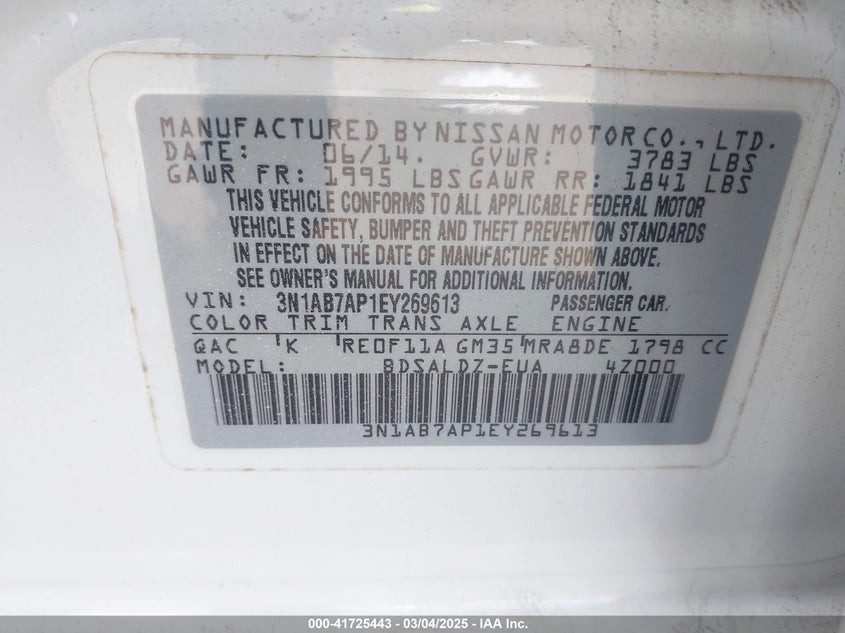 MANUFACTURED BY NISSAN MOTOR CO., LTD.
DATE: 06/14. GVWR: 3783 LBS
GAWR FR: 1995 LBS GAWR RR: 1841 LBS
THIS VEHICLE CONFORMS TO ALL APPLICABLE FEDERAL MOTOR
VEHICLE SAFETY, BUMPER AND THEFT PREVENTION STANDARDS
IN EFFECT ON THE DATE OF MANUFACTURE SHOWN ABOVE.
SEE OWNER'S MANUAL FOR ADDITIONAL INFORMATION.
VIN: 3N1AB7AP1EY269613 PASSENGER CAR.
COLOR TRIM TRANS AXLE ENGINE
QAC K RE0F11A GM35 MRA8DE 1798 CC
MODEL: BDSALDZ-EUA 4Z000
3N1AB7AP1EY269613
000-41725443 - 03/04/2025 - IAA Inc.